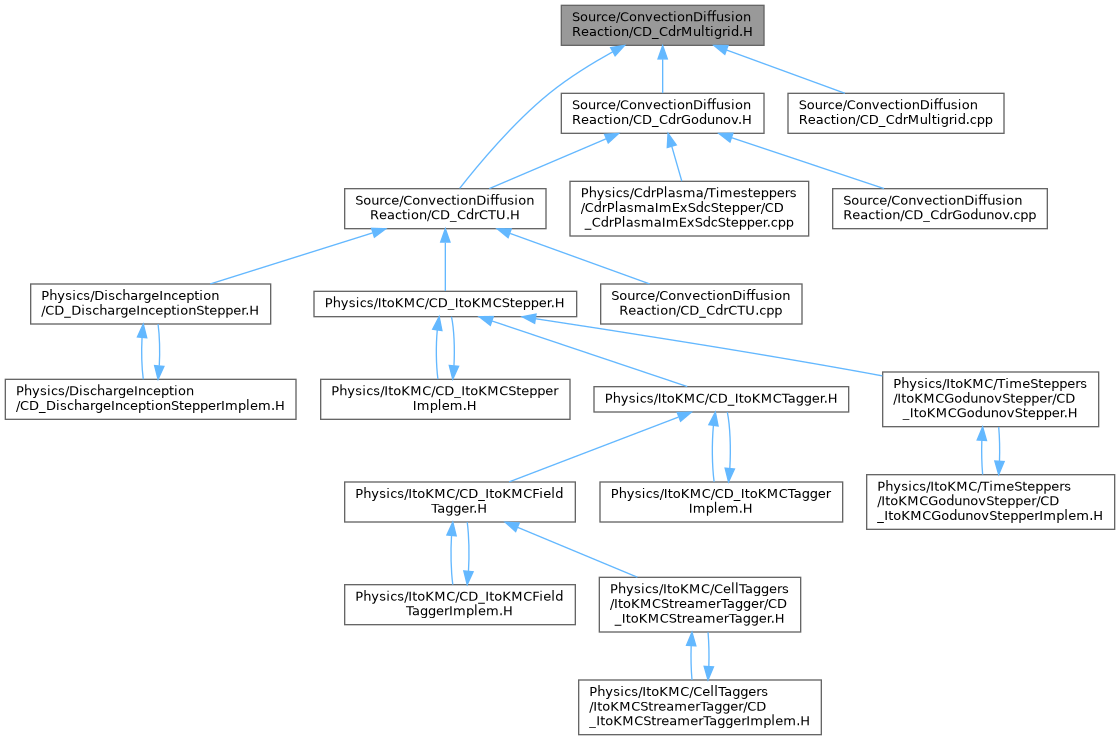 Source/ConvectionDiffusion
Reaction/CD_CdrMultigrid.H
Source/ConvectionDiffusion
Reaction/CD_CdrGodunov.H
Source/ConvectionDiffusion
Reaction/CD_CdrMultigrid.cpp
Source/ConvectionDiffusion
Reaction/CD_CdrCTU.H
Physics/CdrPlasma/Timesteppers
/CdrPlasmaImExSdcStepper/CD
_CdrPlasmaImExSdcStepper.cpp
Source/ConvectionDiffusion
Reaction/CD_CdrGodunov.cpp
Physics/DischargeInception
/CD_DischargeInceptionStepper.H
Physics/ItoKMC/CD_ItoKMCStepper.H
Source/ConvectionDiffusion
Reaction/CD_CdrCTU.cpp
Physics/DischargeInception
/CD_DischargeInceptionStepperImplem.H
Physics/ItoKMC/CD_ItoKMCStepper
Implem.H
Physics/ItoKMC/CD_ItoKMCTagger.H
Physics/ItoKMC/TimeSteppers
/ItoKMCGodunovStepper/CD
_ItoKMCGodunovStepper.H
Physics/ItoKMC/CD_ItoKMCField
Tagger.H
Physics/ItoKMC/CD_ItoKMCTagger
Implem.H
Physics/ItoKMC/TimeSteppers
/ItoKMCGodunovStepper/CD
_ItoKMCGodunovStepperImplem.H
Physics/ItoKMC/CD_ItoKMCField
TaggerImplem.H
Physics/ItoKMC/CellTaggers
/ItoKMCStreamerTagger/CD
_ItoKMCStreamerTagger.H
Physics/ItoKMC/CellTaggers
/ItoKMCStreamerTagger/CD
_ItoKMCStreamerTaggerImplem.H